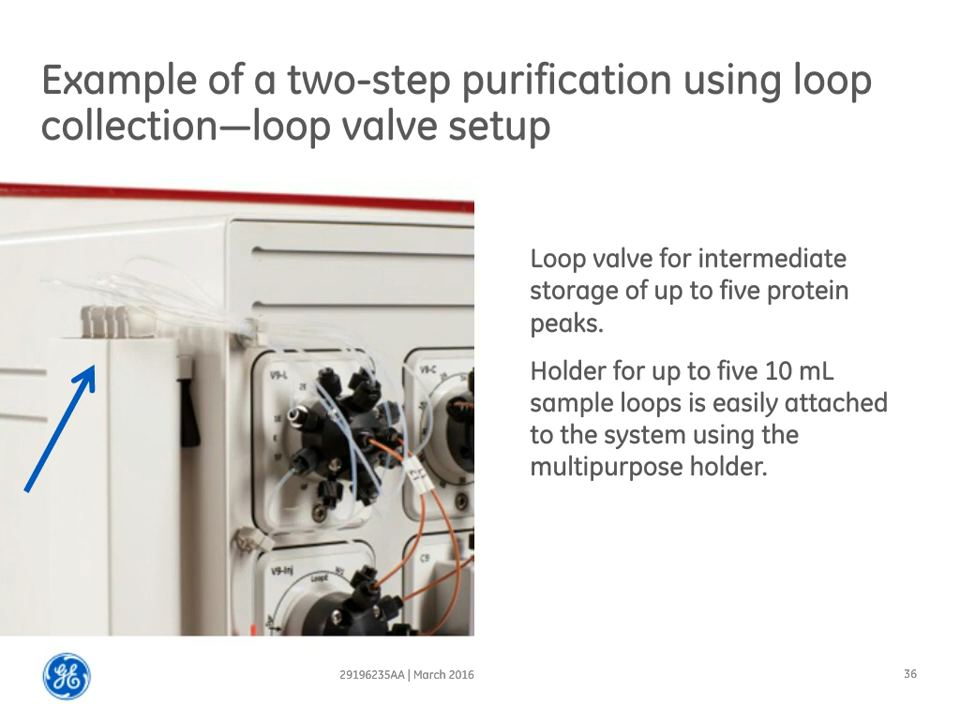 Example of a two-step purification using loop
collection—loop valve setup
Loop valve for intermediate
storage of up to five protein
peaks.
Holder for up to five 10 mL
sample loops is easily attached
to the system using the
multipurpose holder.
V9-L
V9-C
V9-Inj
C9
29196235AA | March 2016
36